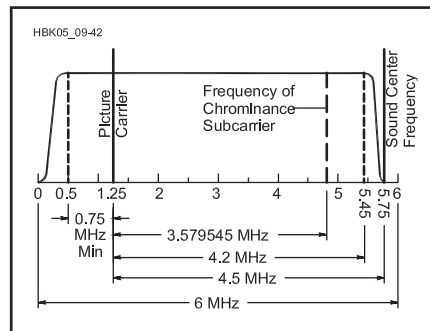 HBK05_09-42
Picture
Carrier
Frequency of
ChromInance
Subcarrier
Sound Center
Frequency
0 0.5 1.25 2 3 4 5 6
5.45
5.75
0.75
MHz
Min
3.579545 MHz
4.2 MHz
4.5 MHz
6 MHz